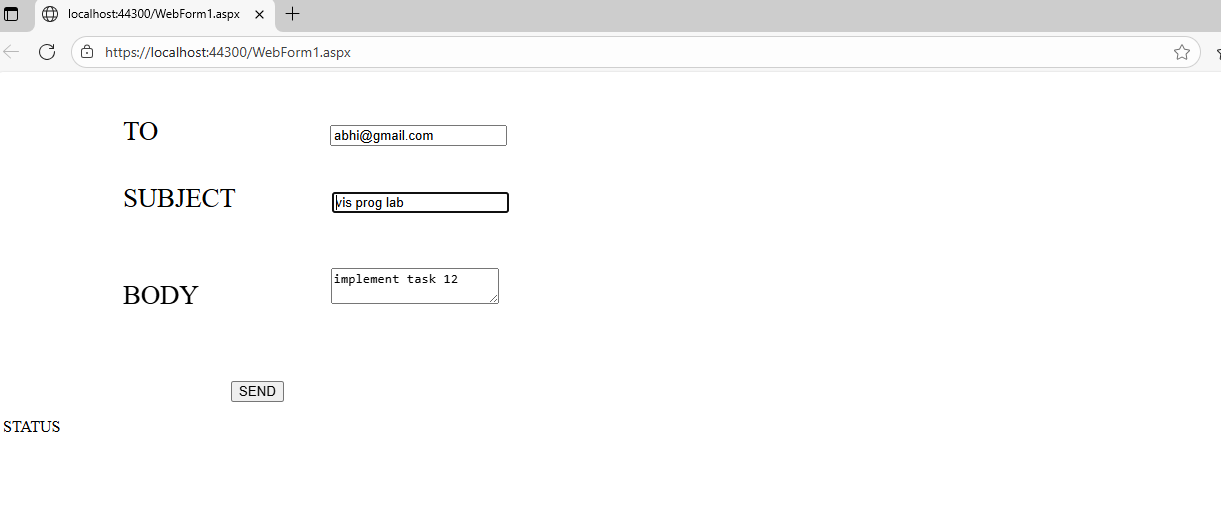 localhost:44300/WebForm1.aspx
https://localhost:44300/WebForm1.aspx
TO abhi@gmail.com
SUBJECT vis prog lab
BODY implement task 12
SEND
STATUS